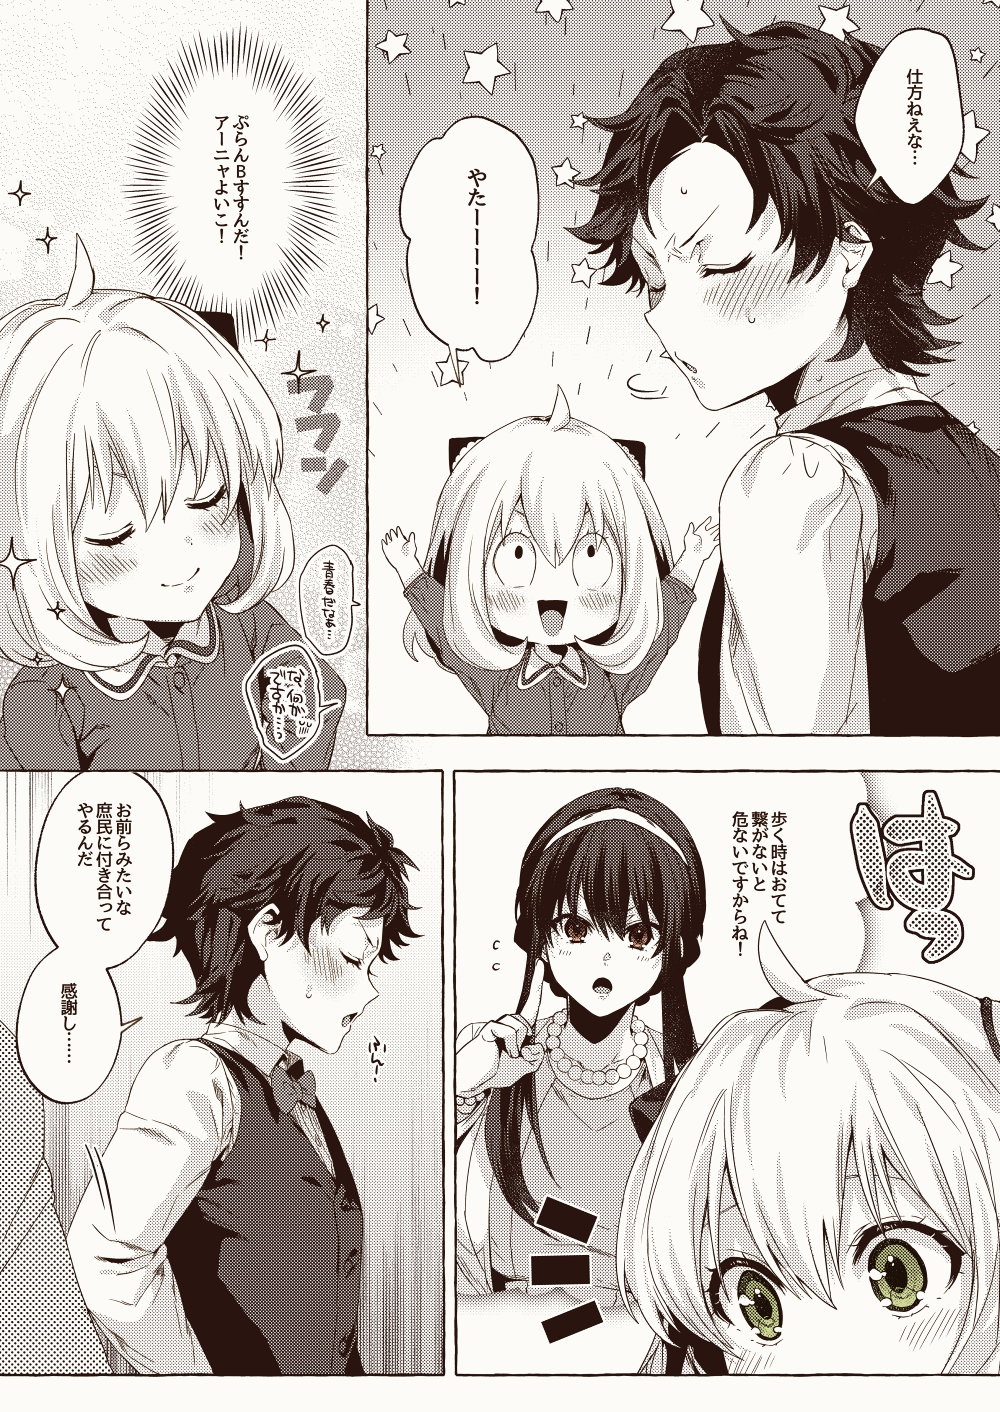 仕方ねえな…
やたーーーー！
ぷらんBすすんだ！
アーニャよいこ！
フフン
青春だなぁ…
な、何か
ですか…？
はっ
歩く時はおてて
繋がないと
危ないですからね！
お前らみたいな
庶民に付き合って
やるんだ
感謝し……